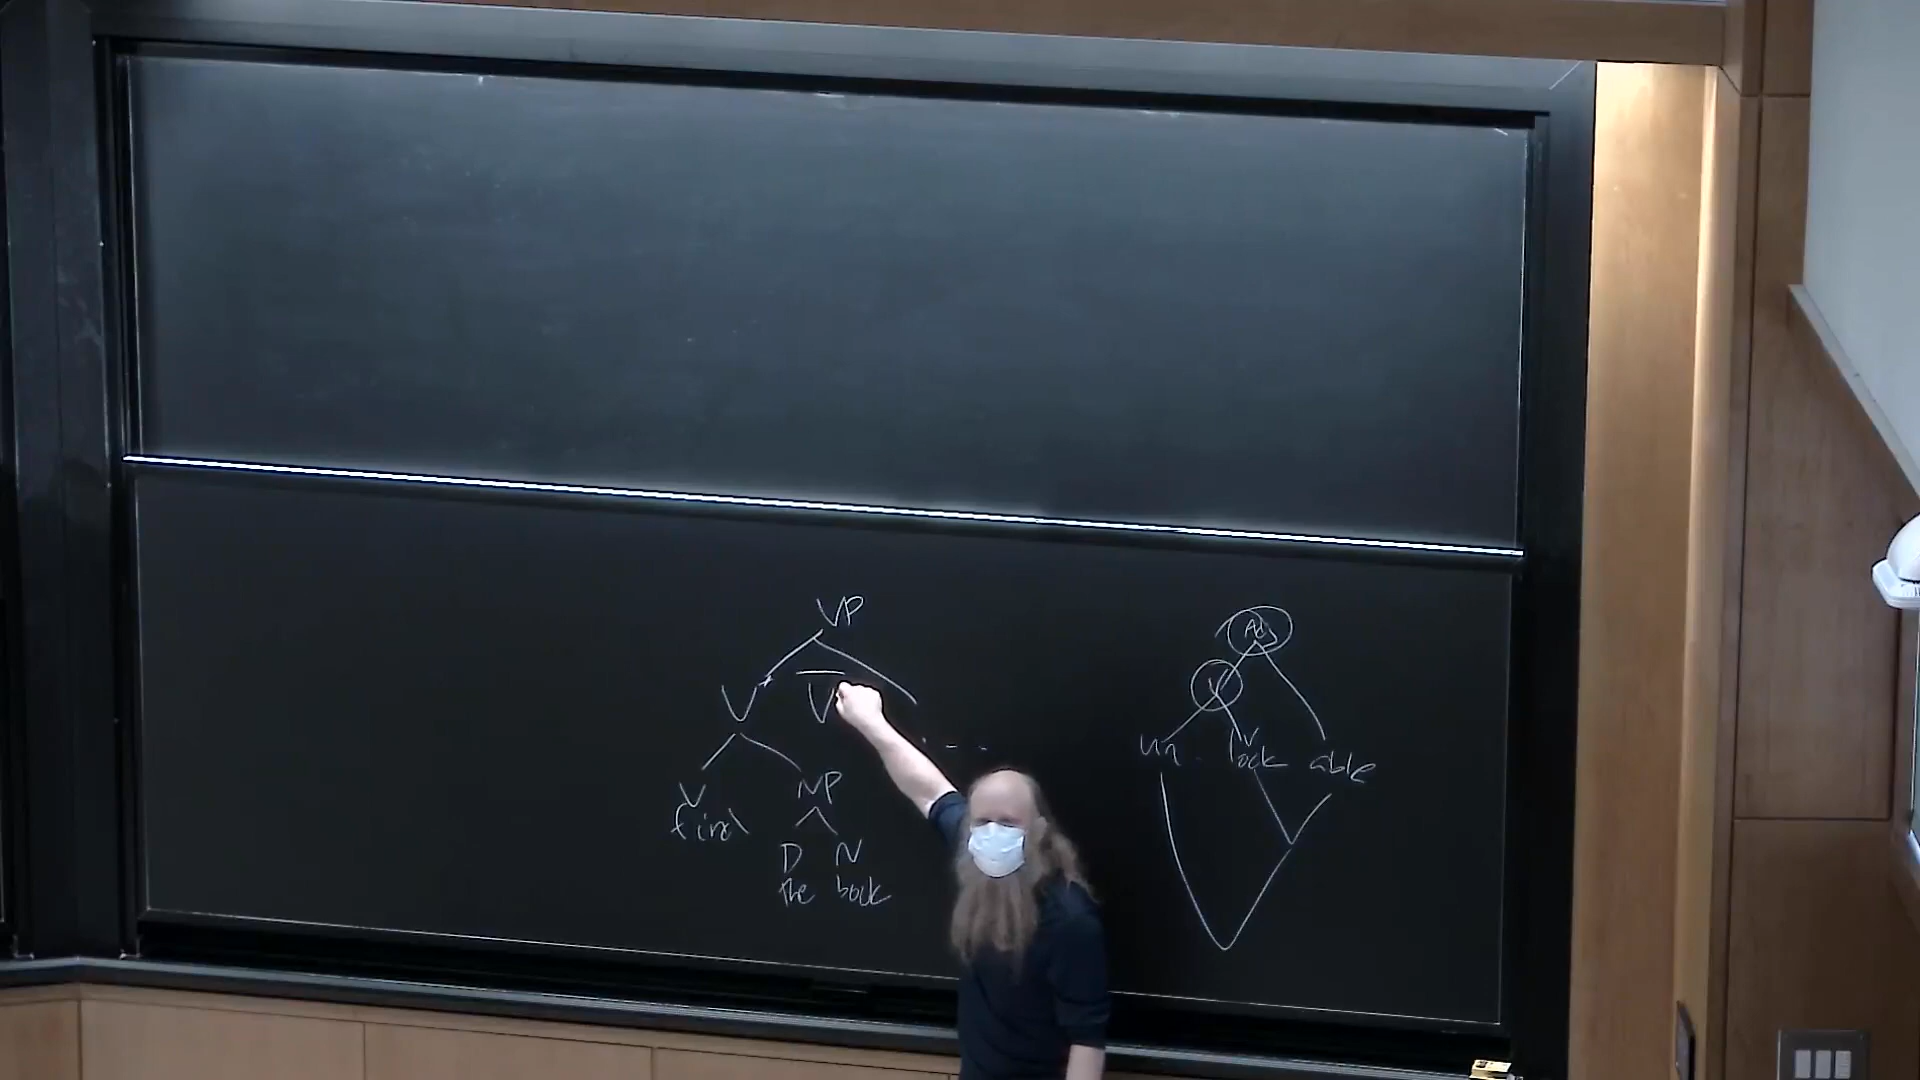 VP
V V
V NP
find
D N
the book
Adj
V
V
un lock able